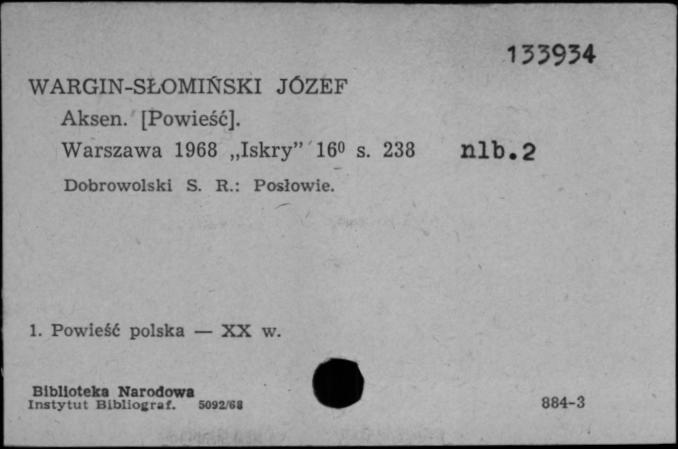 133934
WARGIN-SŁOMIŃSKI JÓZEF
Aksen. [Powieść].
Warszawa 1968 „Iskry” 16⁰ s. 238 nlb.2
Dobrowolski S. R.: Posłowie.
1. Powieść polska — XX w.
Biblioteka Narodowa
Instytut Bibliograf. 5092/68
884-3